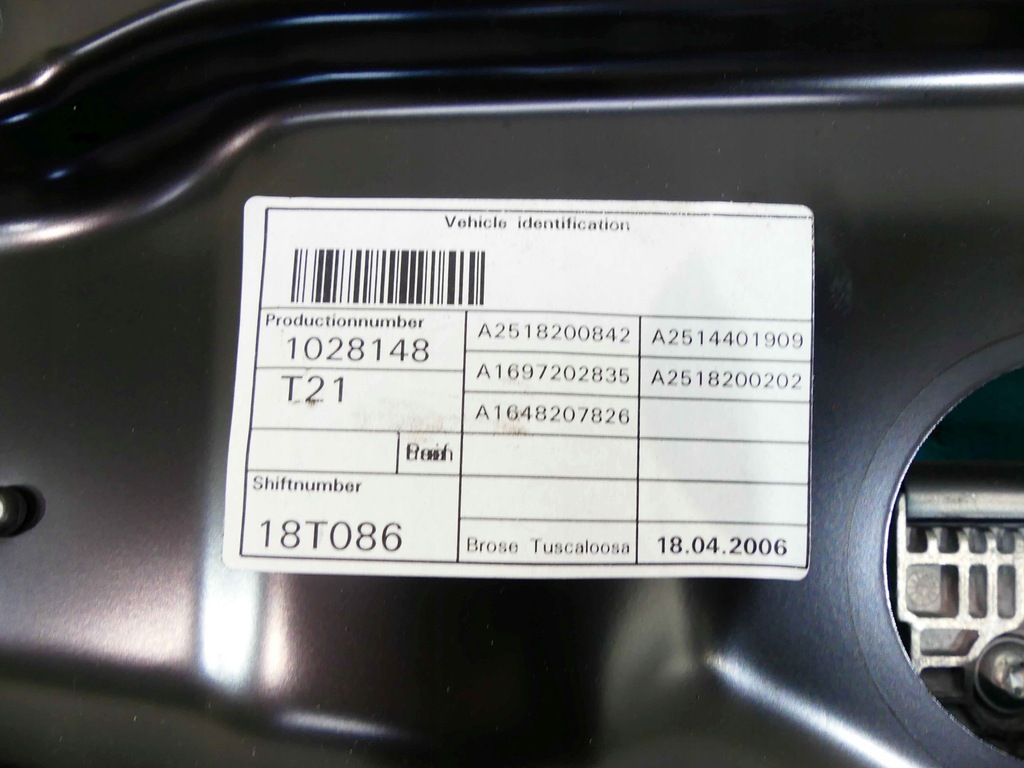 Vehicle identification
Productionnumber
1028148
T21
Shiftnumber
18T086
A2518200842
A1697202835
A1648207826
Brose Tuscaloosa
A2514401909
A2518200202
18.04.2006